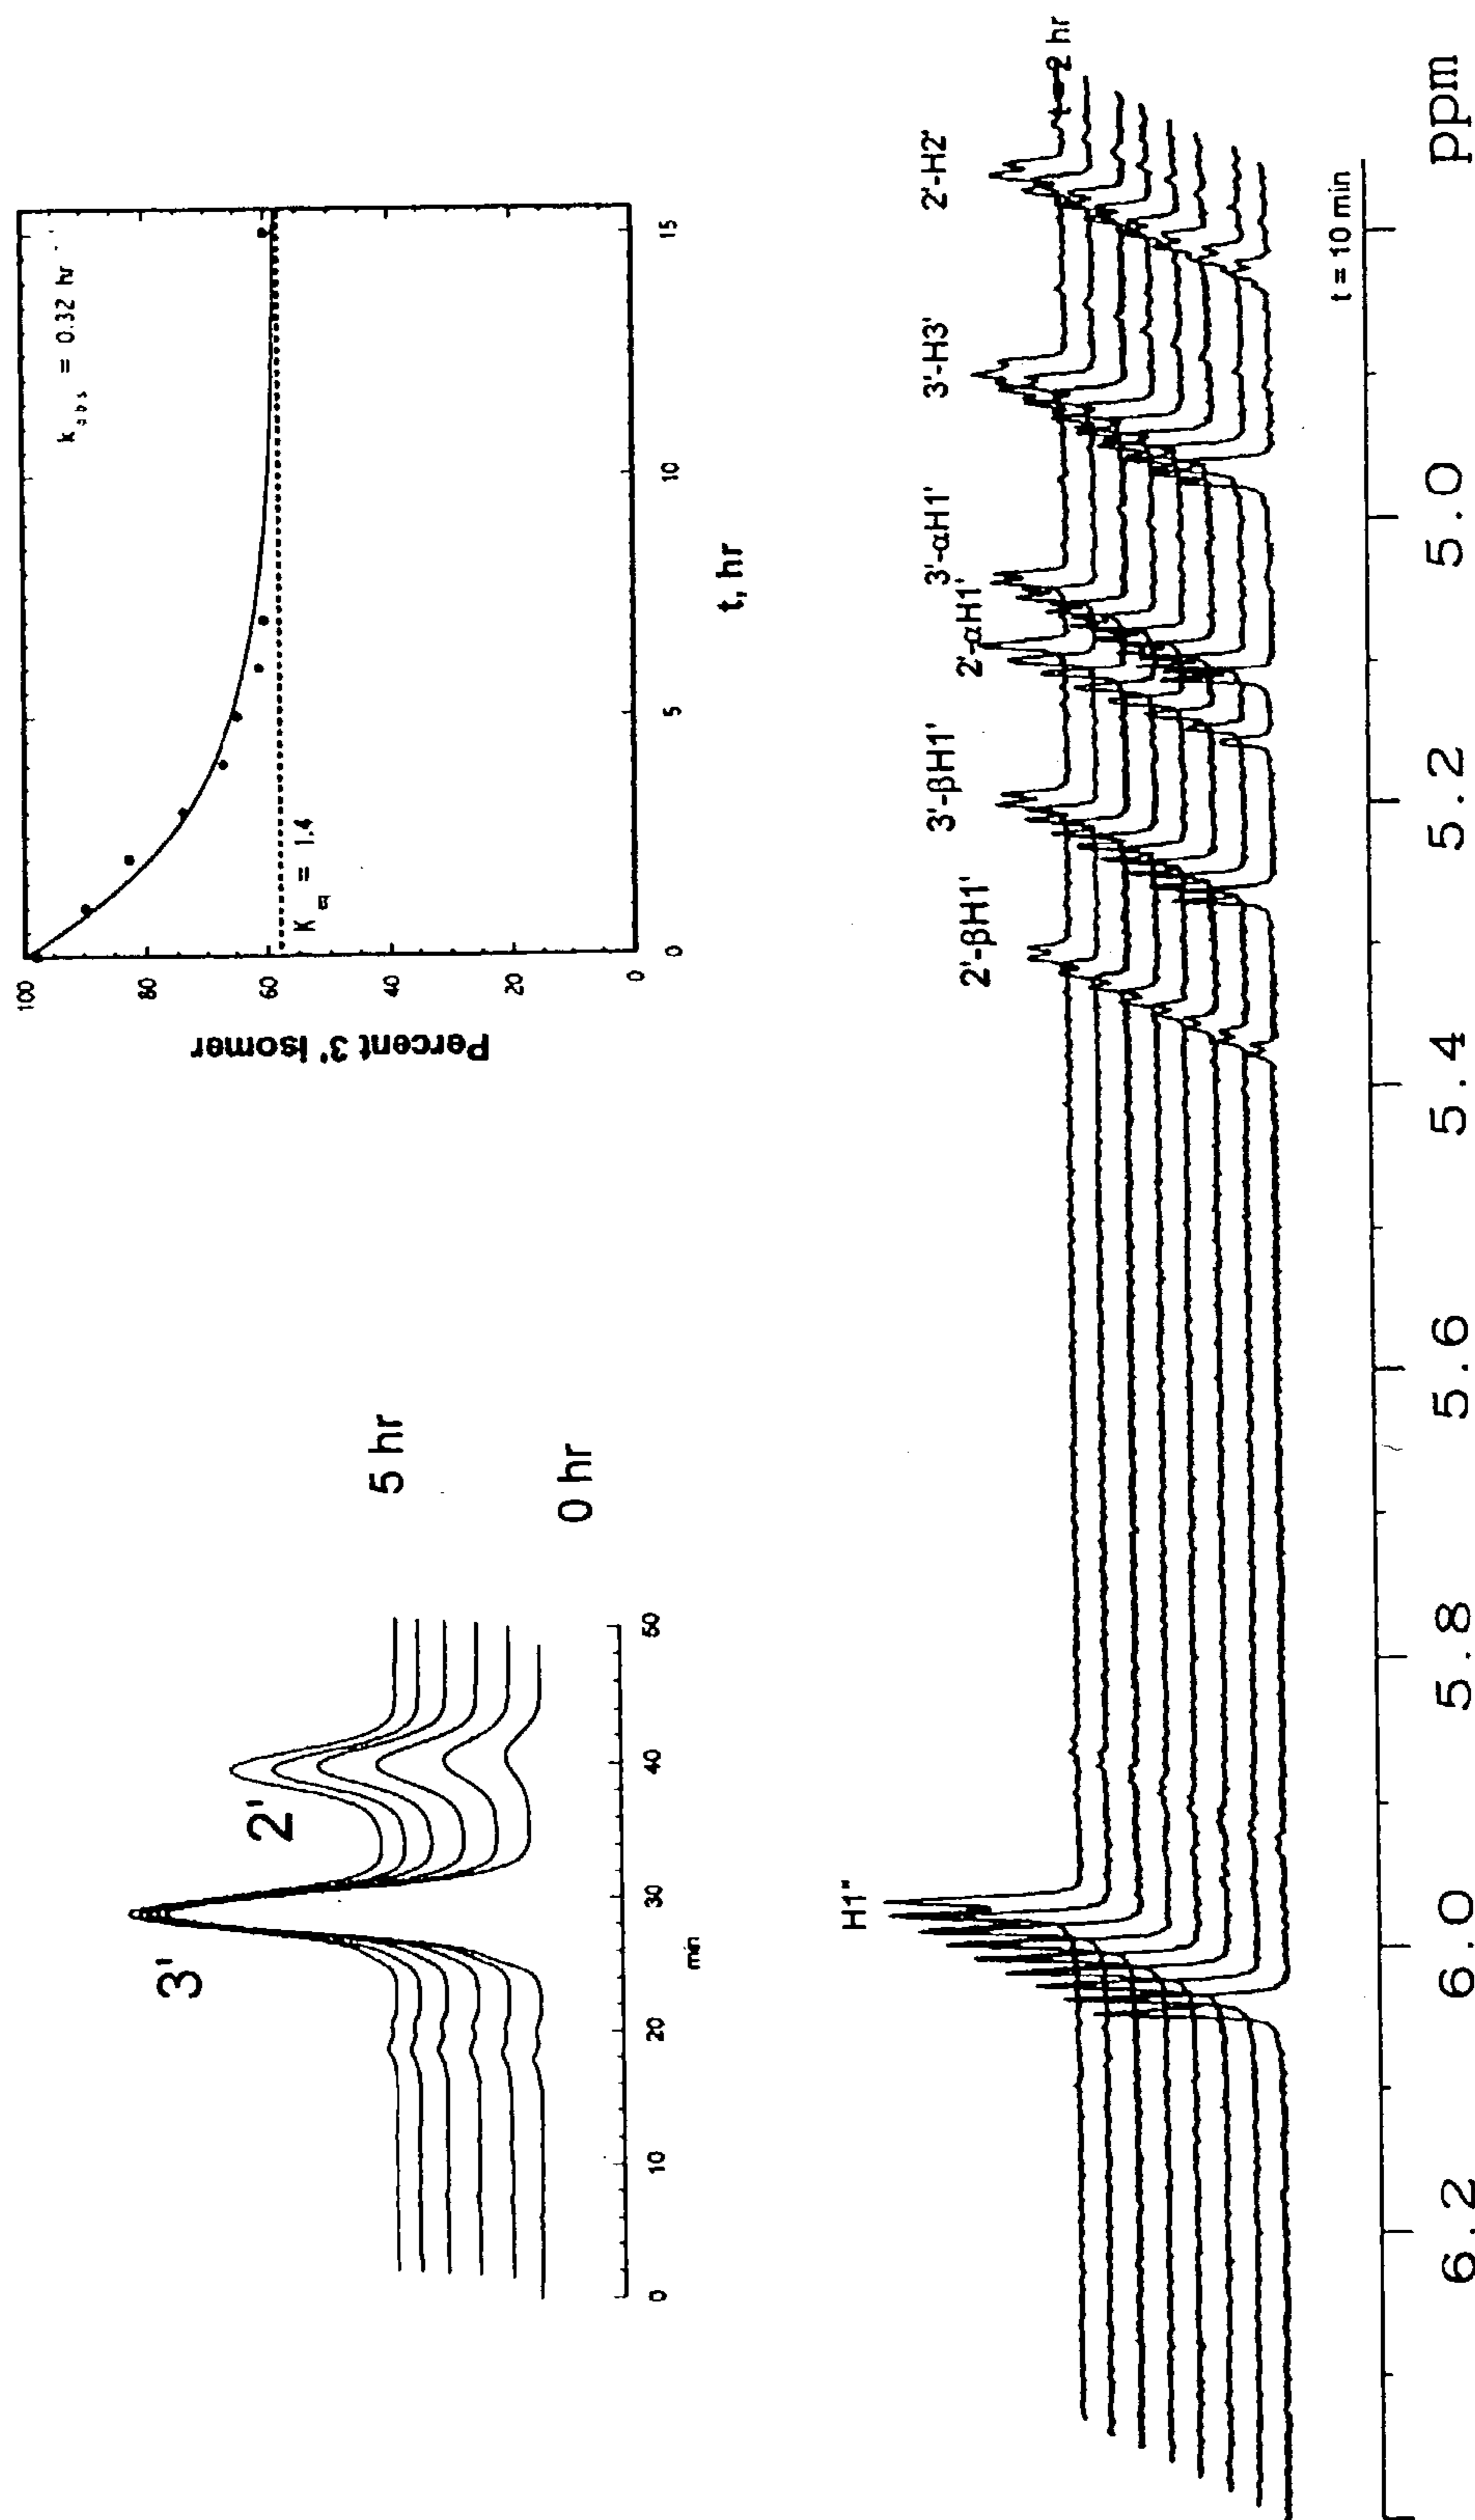 3'
2'
5 hr
0 hr
0
10
20
30
40
50
min
Percent 3' isomer
100
80
60
40
20
0
K obs = 0.32 hr
K eq = 1.4
0
5
10
15
t, hr
H1"
2'-βH1'
3'-βH1'
2'-αH1'
3'-αH1'
3'-H3'
2'-H2'
2 hr
t = 10 min
6.2
6.0
5.8
5.6
5.4
5.2
5.0
ppm